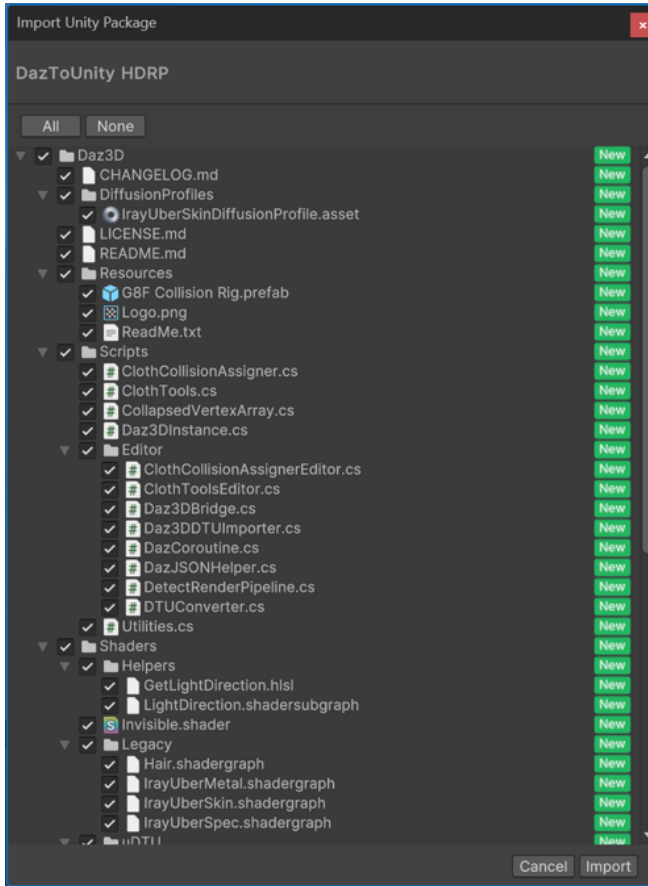 Import Unity Package
DazToUnity HDRP
All None
Daz3D New
CHANGELOG.md New
DiffusionProfiles New
IrayUberSkinDiffusionProfile.asset New
LICENSE.md New
README.md New
Resources New
G8F Collision Rig.prefab New
Logo.png New
ReadMe.txt New
Scripts New
ClothCollisionAssigner.cs New
ClothTools.cs New
CollapsedVertexArray.cs New
Daz3DInstance.cs New
Editor New
ClothCollisionAssignerEditor.cs New
ClothToolsEditor.cs New
Daz3DBridge.cs New
Daz3DDTUImporter.cs New
DazCoroutine.cs New
DazJSONHelper.cs New
DetectRenderPipeline.cs New
DTUConverter.cs New
Utilities.cs New
Shaders New
Helpers New
GetLightDirection.hlsl New
LightDirection.shadersubgraph New
Invisible.shader New
Legacy New
Hair.shadergraph New
IrayUberMetal.shadergraph New
IrayUberSkin.shadergraph New
IrayUberSpec.shadergraph New
uDTU New
Cancel Import